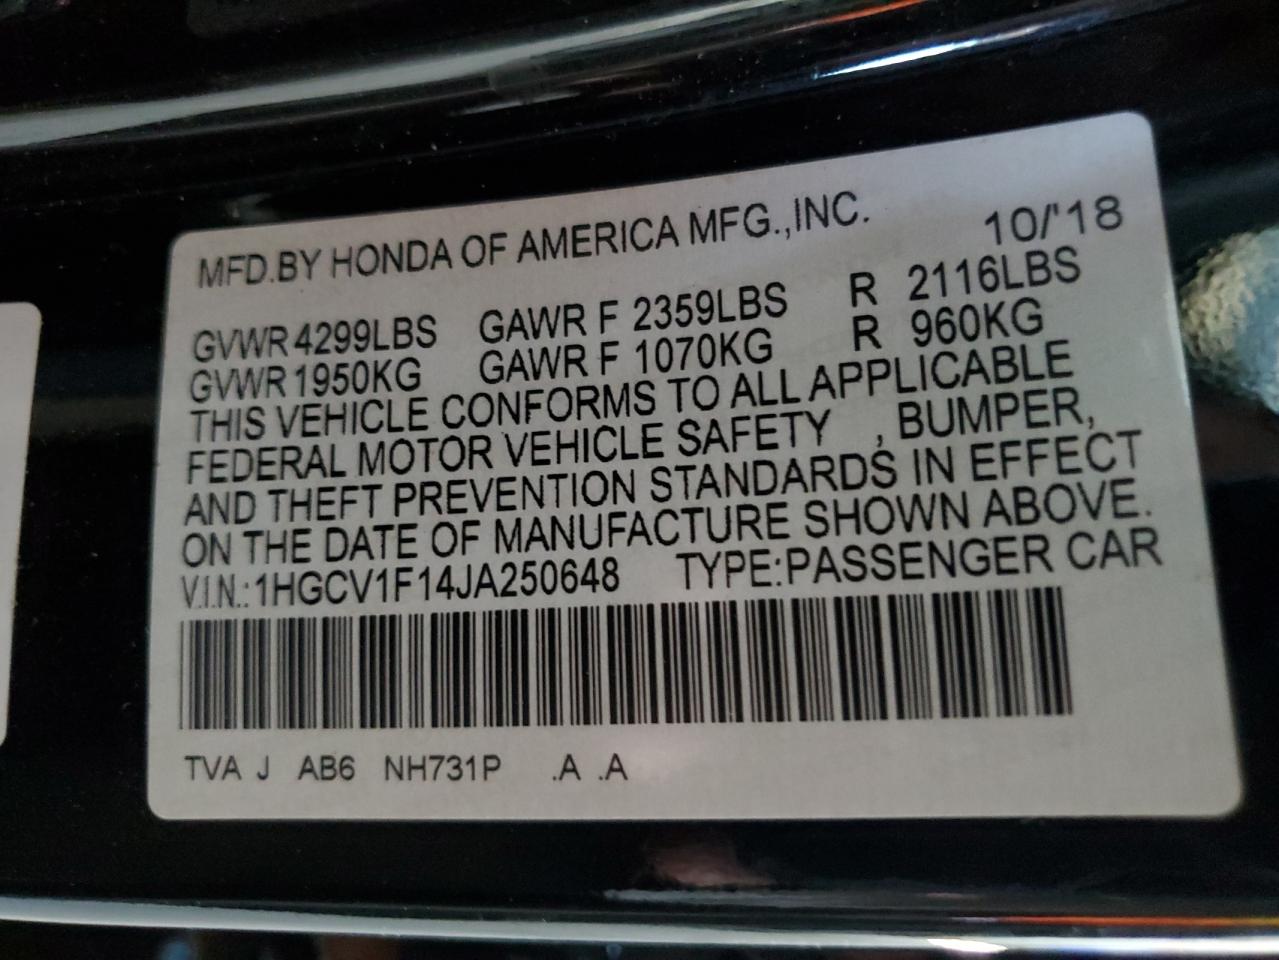 MFD.BY HONDA OF AMERICA MFG.,INC. 10/'18
GVWR 4299LBS GAWR F 2359LBS R 2116LBS
GVWR 1950KG GAWR F 1070KG R 960KG
THIS VEHICLE CONFORMS TO ALL APPLICABLE
FEDERAL MOTOR VEHICLE SAFETY , BUMPER,
AND THEFT PREVENTION STANDARDS IN EFFECT
ON THE DATE OF MANUFACTURE SHOWN ABOVE.
V.I.N.: 1HGCV1F14JA250648 TYPE:PASSENGER CAR
TVA J AB6 NH731P .A .A